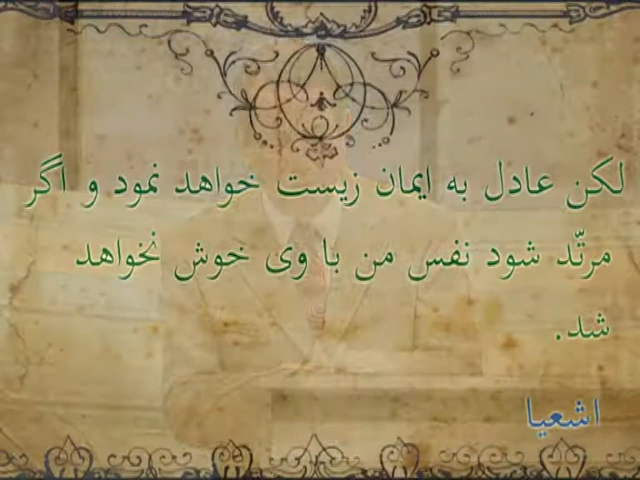 لکن عادل به ایمان زیست خواهد نمود و اگر
مرتّد شود نفس من با وی خوش نخواهد
شد.
اشعیا